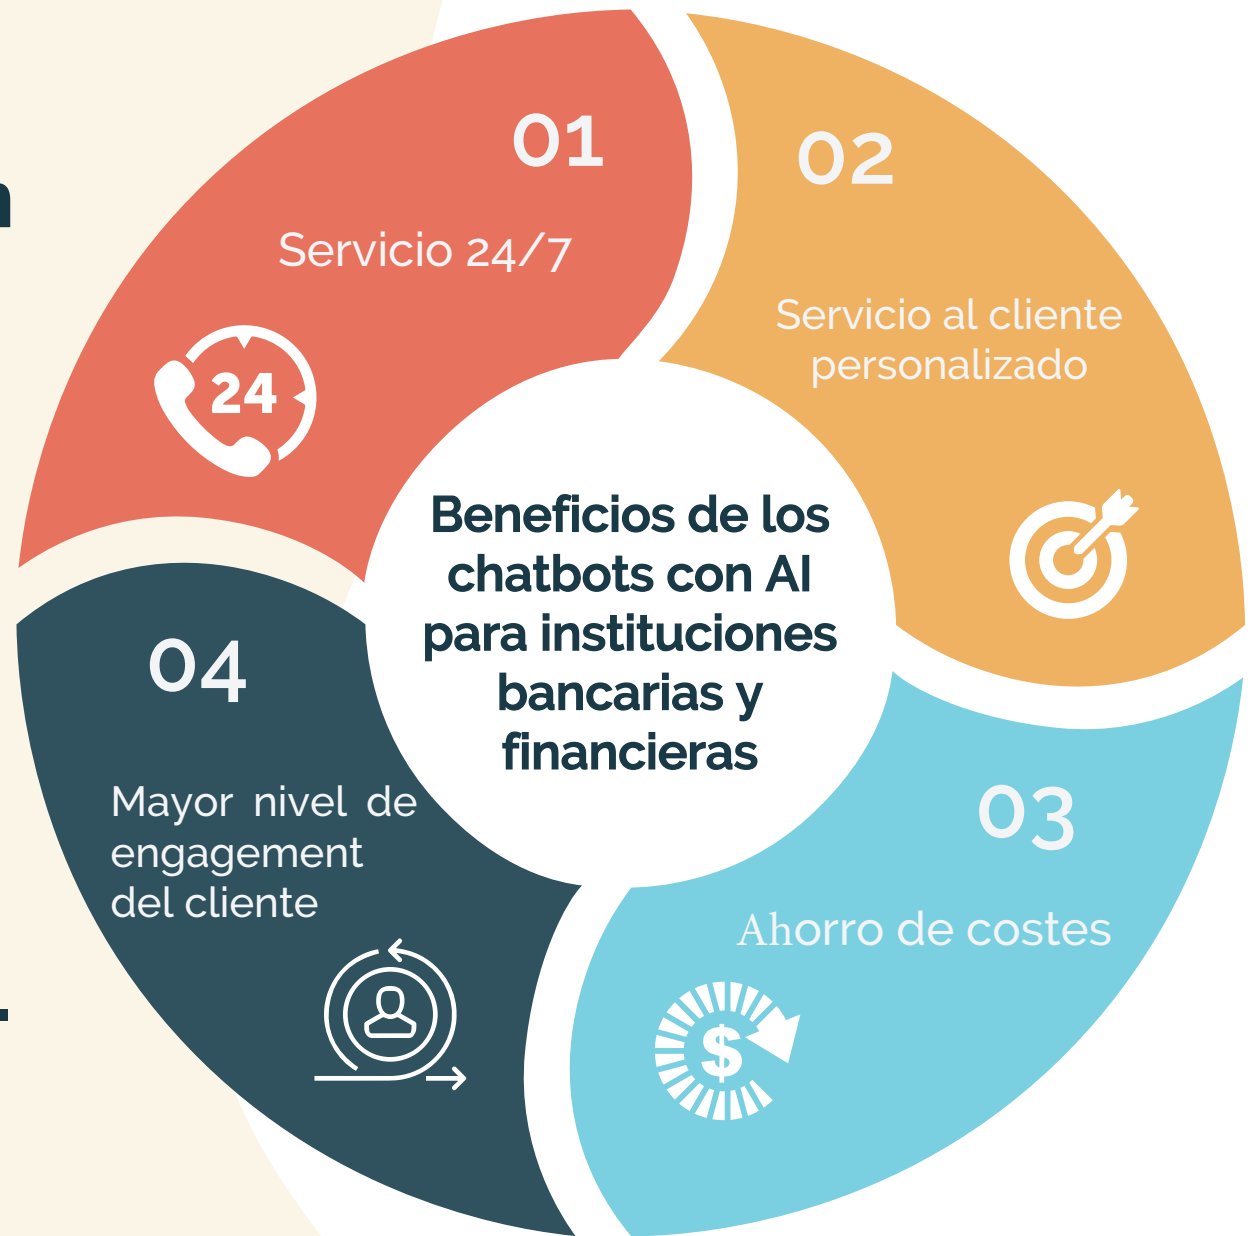 01
Servicio 24/7
24
02
Servicio al cliente
personalizado
Beneficios de los
chatbots con AI
para instituciones
bancarias y
financieras
03
Ahorro de costes
$
04
Mayor nivel de
engagement
del cliente